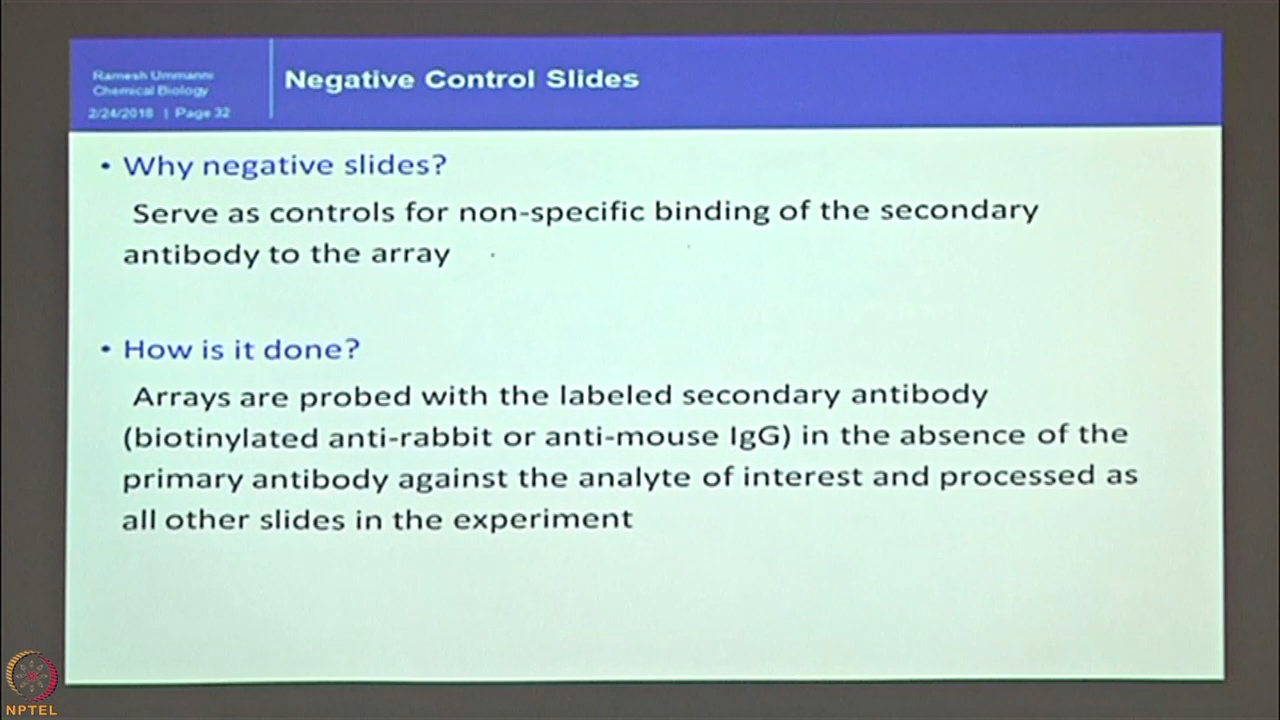 Ramesh Ummanni
Chemical Biology
2/24/2018 | Page 32
Negative Control Slides
• Why negative slides?
Serve as controls for non-specific binding of the secondary
antibody to the array
• How is it done?
Arrays are probed with the labeled secondary antibody
(biotinylated anti-rabbit or anti-mouse IgG) in the absence of the
primary antibody against the analyte of interest and processed as
all other slides in the experiment
NPTEL